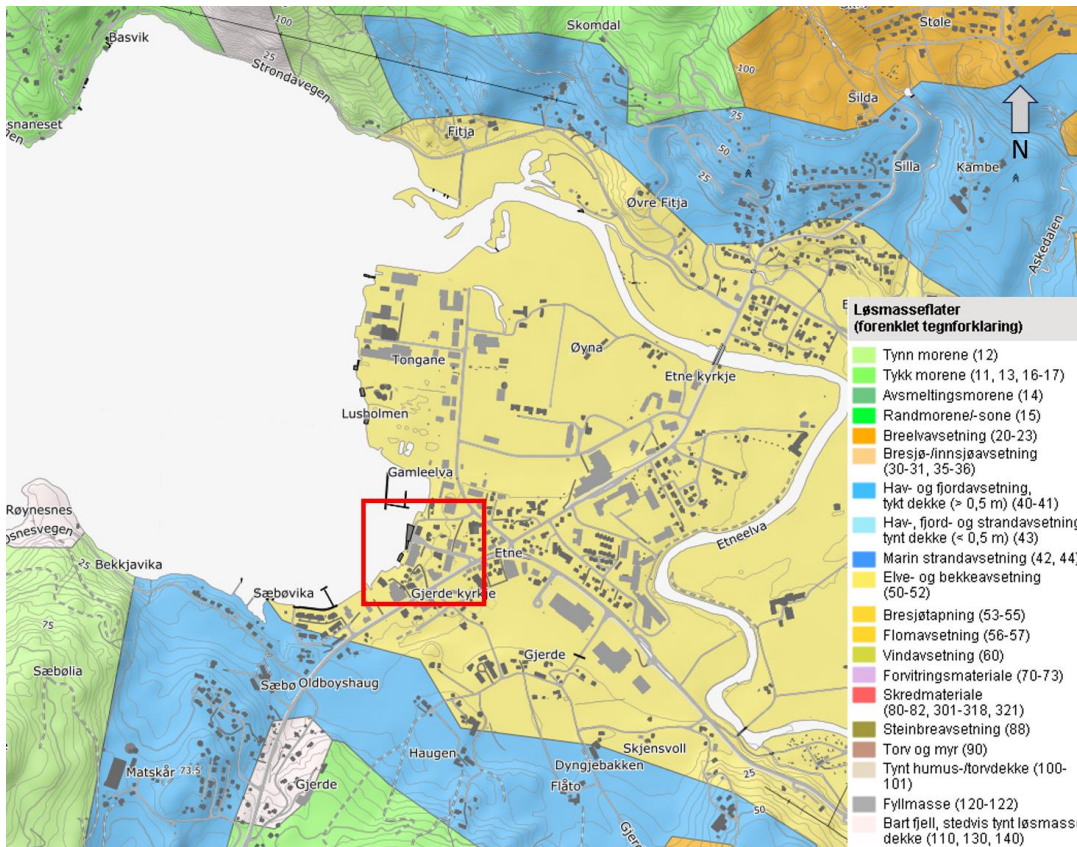 Basvik
100
Skomdal
Støle
25
Strondavegen
100
Silda
snaneset
Fitja
75
50
Silla
Kambe
N
25
Øvre Fitja
Askedalen
Tongane
Øyna
Etne kyrkje
Lusholmen
Gamleelva
Røynesnes
osnesvegen
25
Bekkjavika
Etne
Etneelva
Sæbøvika
Gjerde kyrkje
75
Sæbølia
Gjerde
Sæbø
Oldboyshaug
Haugen
Skjensvoll
Matskår
73.5
Gjerde
Dyngjebakken
Flåto
25
50
Løsmasseflater
(forenklet tegnforklaring)
Tynn morene (12)
Tykk morene (11, 13, 16-17)
Avsmeltingsmorene (14)
Randmorene/-sone (15)
Breelvavsetning (20-23)
Bresjø-/innsjøavsetning
(30-31, 35-36)
Hav- og fjordavsetning,
tykt dekke (> 0,5 m) (40-41)
Hav-, fjord- og strandavsetning
tynt dekke (< 0,5 m) (43)
Marin strandavsetning (42, 44)
Elve- og bekkeavsetning
(50-52)
Bresjøtapning (53-55)
Flomavsetning (56-57)
Vindavsetning (60)
Forvitringsmateriale (70-73)
Skredmateriale
(80-82, 301-318, 321)
Steinbreavsetning (88)
Torv og myr (90)
Tynt humus-/torvdekke (100-
101)
Fyllmasse (120-122)
Bart fjell, stedvis tynt løsmasse
dekke (110, 130, 140)